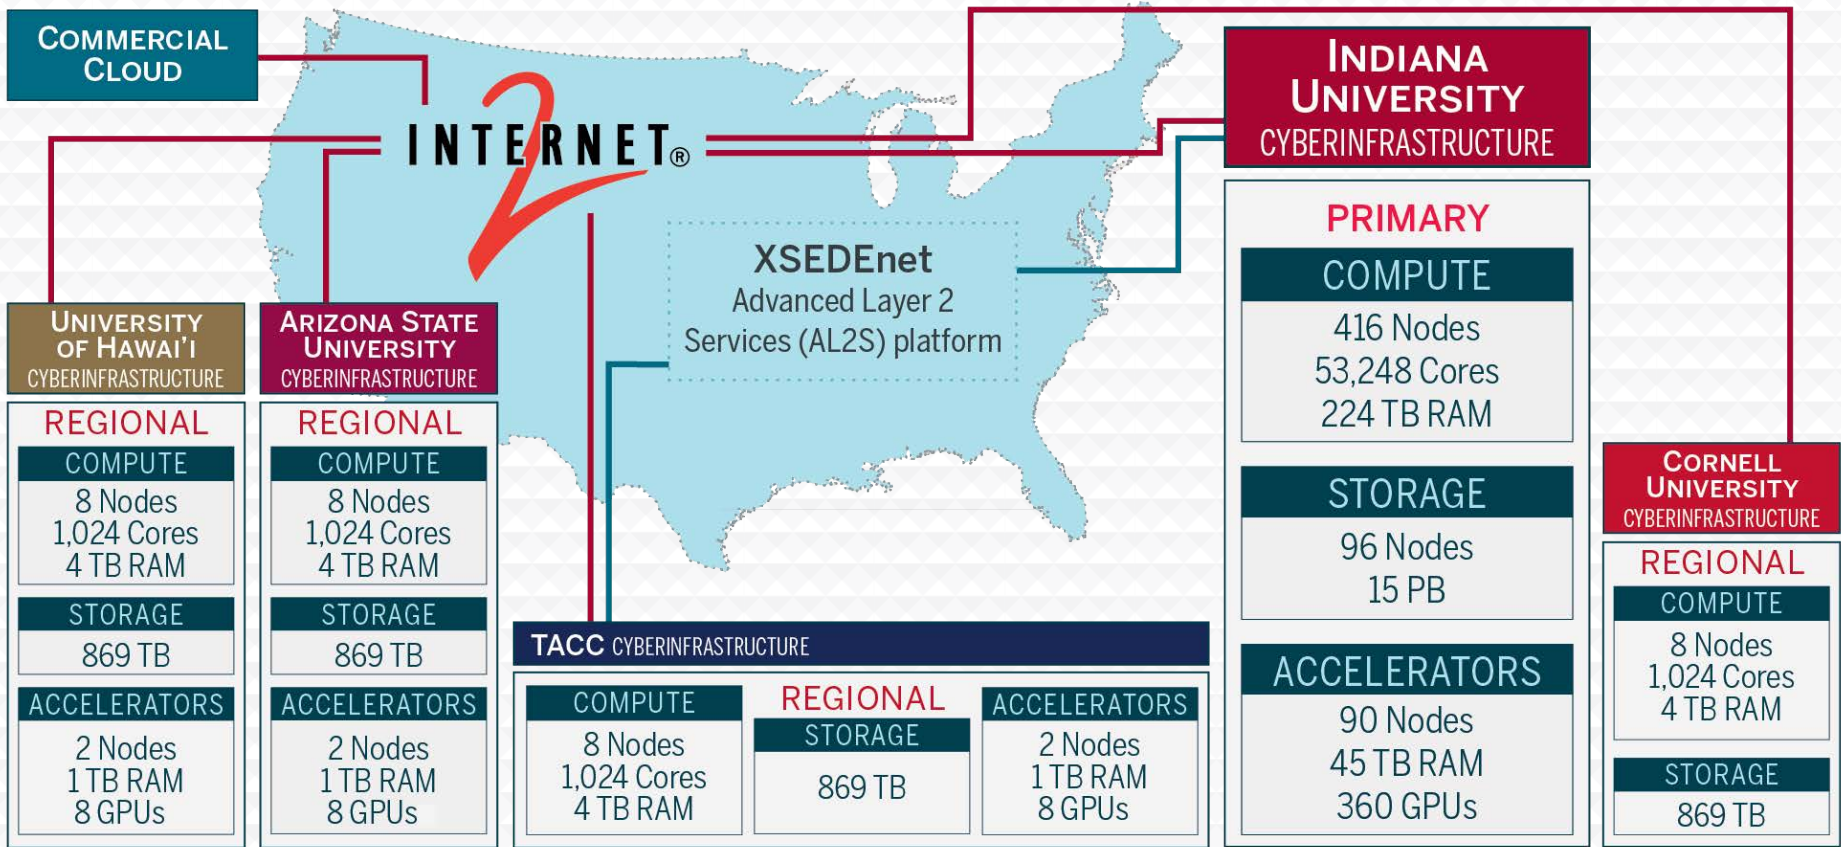 COMMERCIAL
CLOUD
INTERNET®
2
XSEDEnet
Advanced Layer 2
Services (AL2S) platform
INDIANA
UNIVERSITY
CYBERINFRASTRUCTURE
PRIMARY
COMPUTE
416 Nodes
53,248 Cores
224 TB RAM
STORAGE
96 Nodes
15 PB
ACCELERATORS
90 Nodes
45 TB RAM
360 GPUs
UNIVERSITY
OF HAWAI'I
CYBERINFRASTRUCTURE
REGIONAL
COMPUTE
8 Nodes
1,024 Cores
4 TB RAM
STORAGE
869 TB
ACCELERATORS
2 Nodes
1 TB RAM
8 GPUs
ARIZONA STATE
UNIVERSITY
CYBERINFRASTRUCTURE
REGIONAL
COMPUTE
8 Nodes
1,024 Cores
4 TB RAM
STORAGE
869 TB
ACCELERATORS
2 Nodes
1 TB RAM
8 GPUs
TACC CYBERINFRASTRUCTURE
REGIONAL
COMPUTE
8 Nodes
1,024 Cores
4 TB RAM
STORAGE
869 TB
ACCELERATORS
2 Nodes
1 TB RAM
8 GPUs
CORNELL
UNIVERSITY
CYBERINFRASTRUCTURE
REGIONAL
COMPUTE
8 Nodes
1,024 Cores
4 TB RAM
STORAGE
869 TB